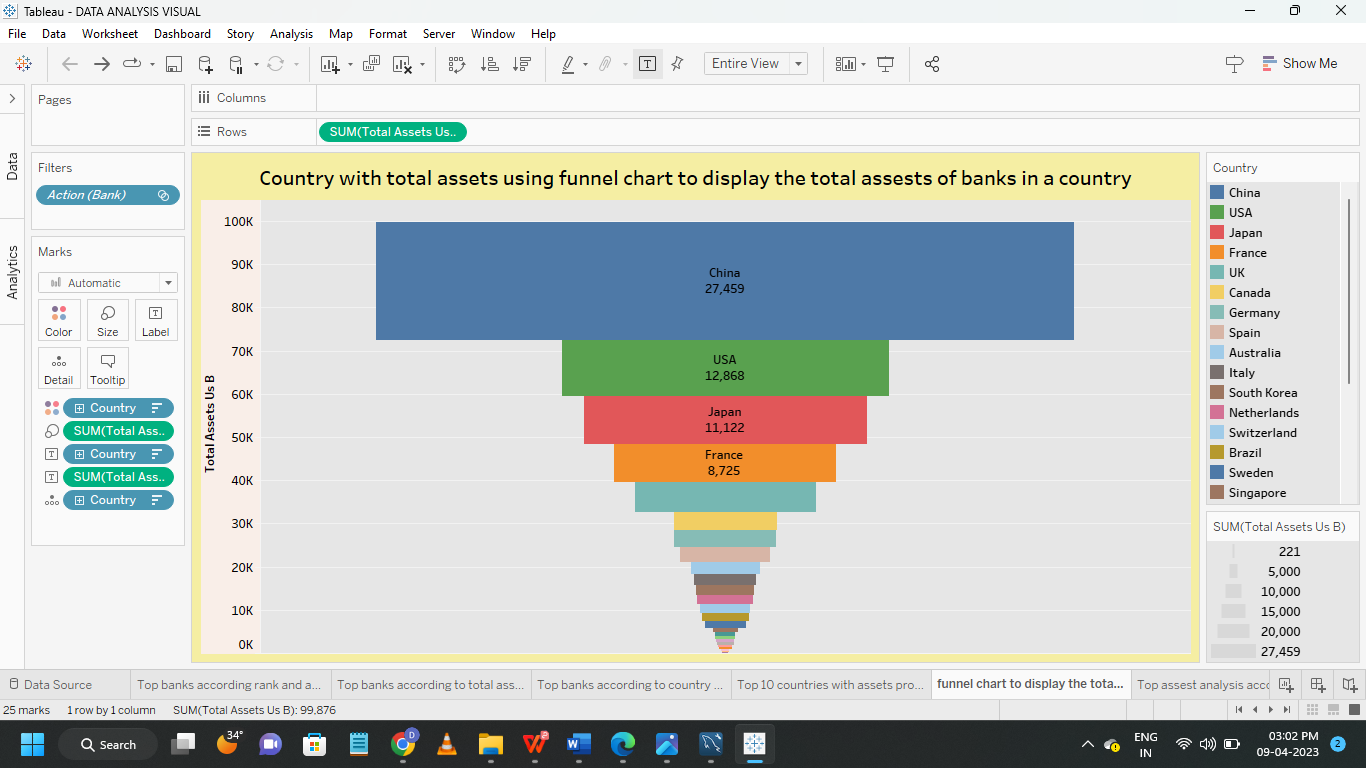 Tableau - DATA ANALYSIS VISUAL
File Data Worksheet Dashboard Story Analysis Map Format Server Window Help
Entire View
Show Me
Pages
Columns
Rows
SUM(Total Assets Us..
Data
Analytics
Filters
Action (Bank)
Marks
Automatic
Color Size Label
Detail Tooltip
Country
SUM(Total Ass..
Country
SUM(Total Ass..
Country
Country with total assets using funnel chart to display the total assests of banks in a country
Total Assets Us B
100K
90K
80K
70K
60K
50K
40K
30K
20K
10K
0K
China
27,459
USA
12,868
Japan
11,122
France
8,725
Country
China
USA
Japan
France
UK
Canada
Germany
Spain
Australia
Italy
South Korea
Netherlands
Switzerland
Brazil
Sweden
Singapore
SUM(Total Assets Us B)
221
5,000
10,000
15,000
20,000
27,459
Data Source
Top banks according rank and a...
Top banks according to total ass...
Top banks according to country ...
Top 10 countries with assets pro...
funnel chart to display the tota...
Top assest analysis acc
25 marks 1 row by 1 column SUM(Total Assets Us B): 99,876
34°
Search
D
2
ENG
IN
03:02 PM
09-04-2023
2